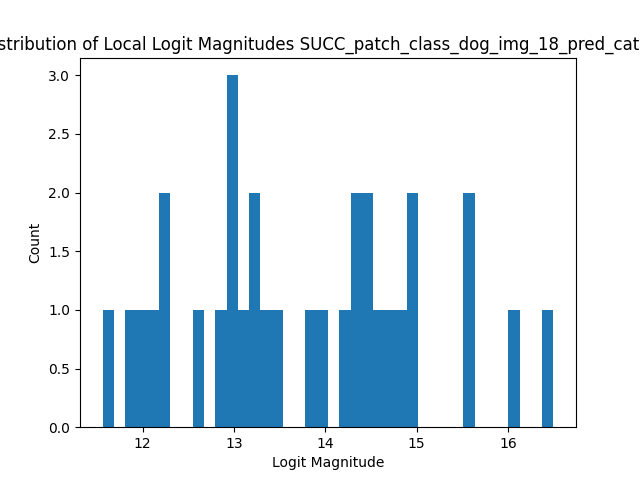 stribution of Local Logit Magnitudes SUCC_patch_class_dog_img_18_pred_cat
3.0
2.5
2.0
1.5
1.0
0.5
0.0
Count
12 13 14 15 16
Logit Magnitude